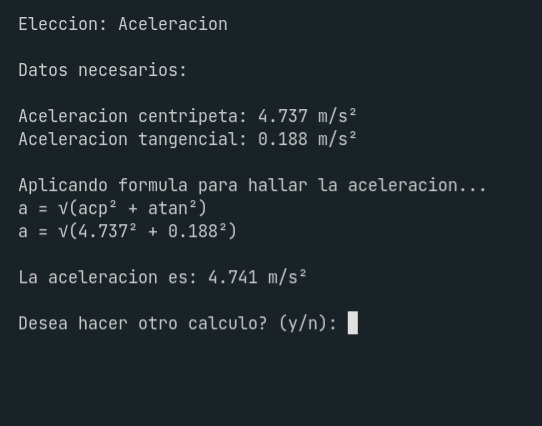 Eleccion: Aceleracion
Datos necesarios:
Aceleracion centripeta: 4.737 m/s²
Aceleracion tangencial: 0.188 m/s²
Aplicando formula para hallar la aceleracion...
a = √(acp² + atan²)
a = √(4.737² + 0.188²)
La aceleracion es: 4.741 m/s²
Desea hacer otro calculo? (y/n):